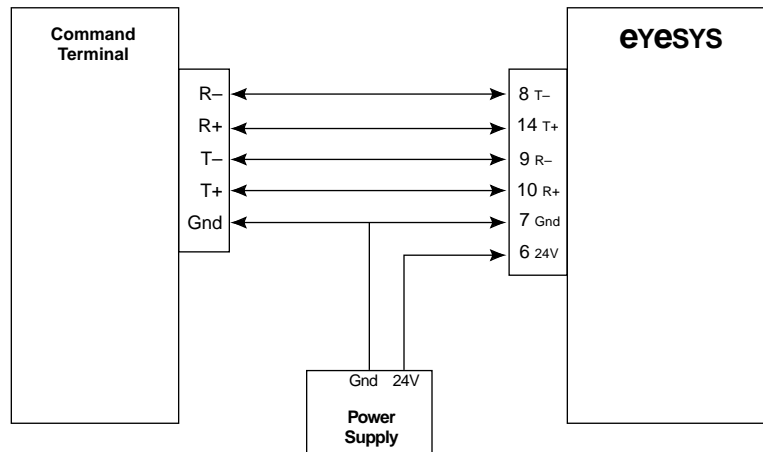 Command
Terminal
eYeSYS
R–
8 T–
R+
14 T+
T–
9 R–
T+
10 R+
Gnd
7 Gnd
6 24V
Gnd 24V
Power
Supply